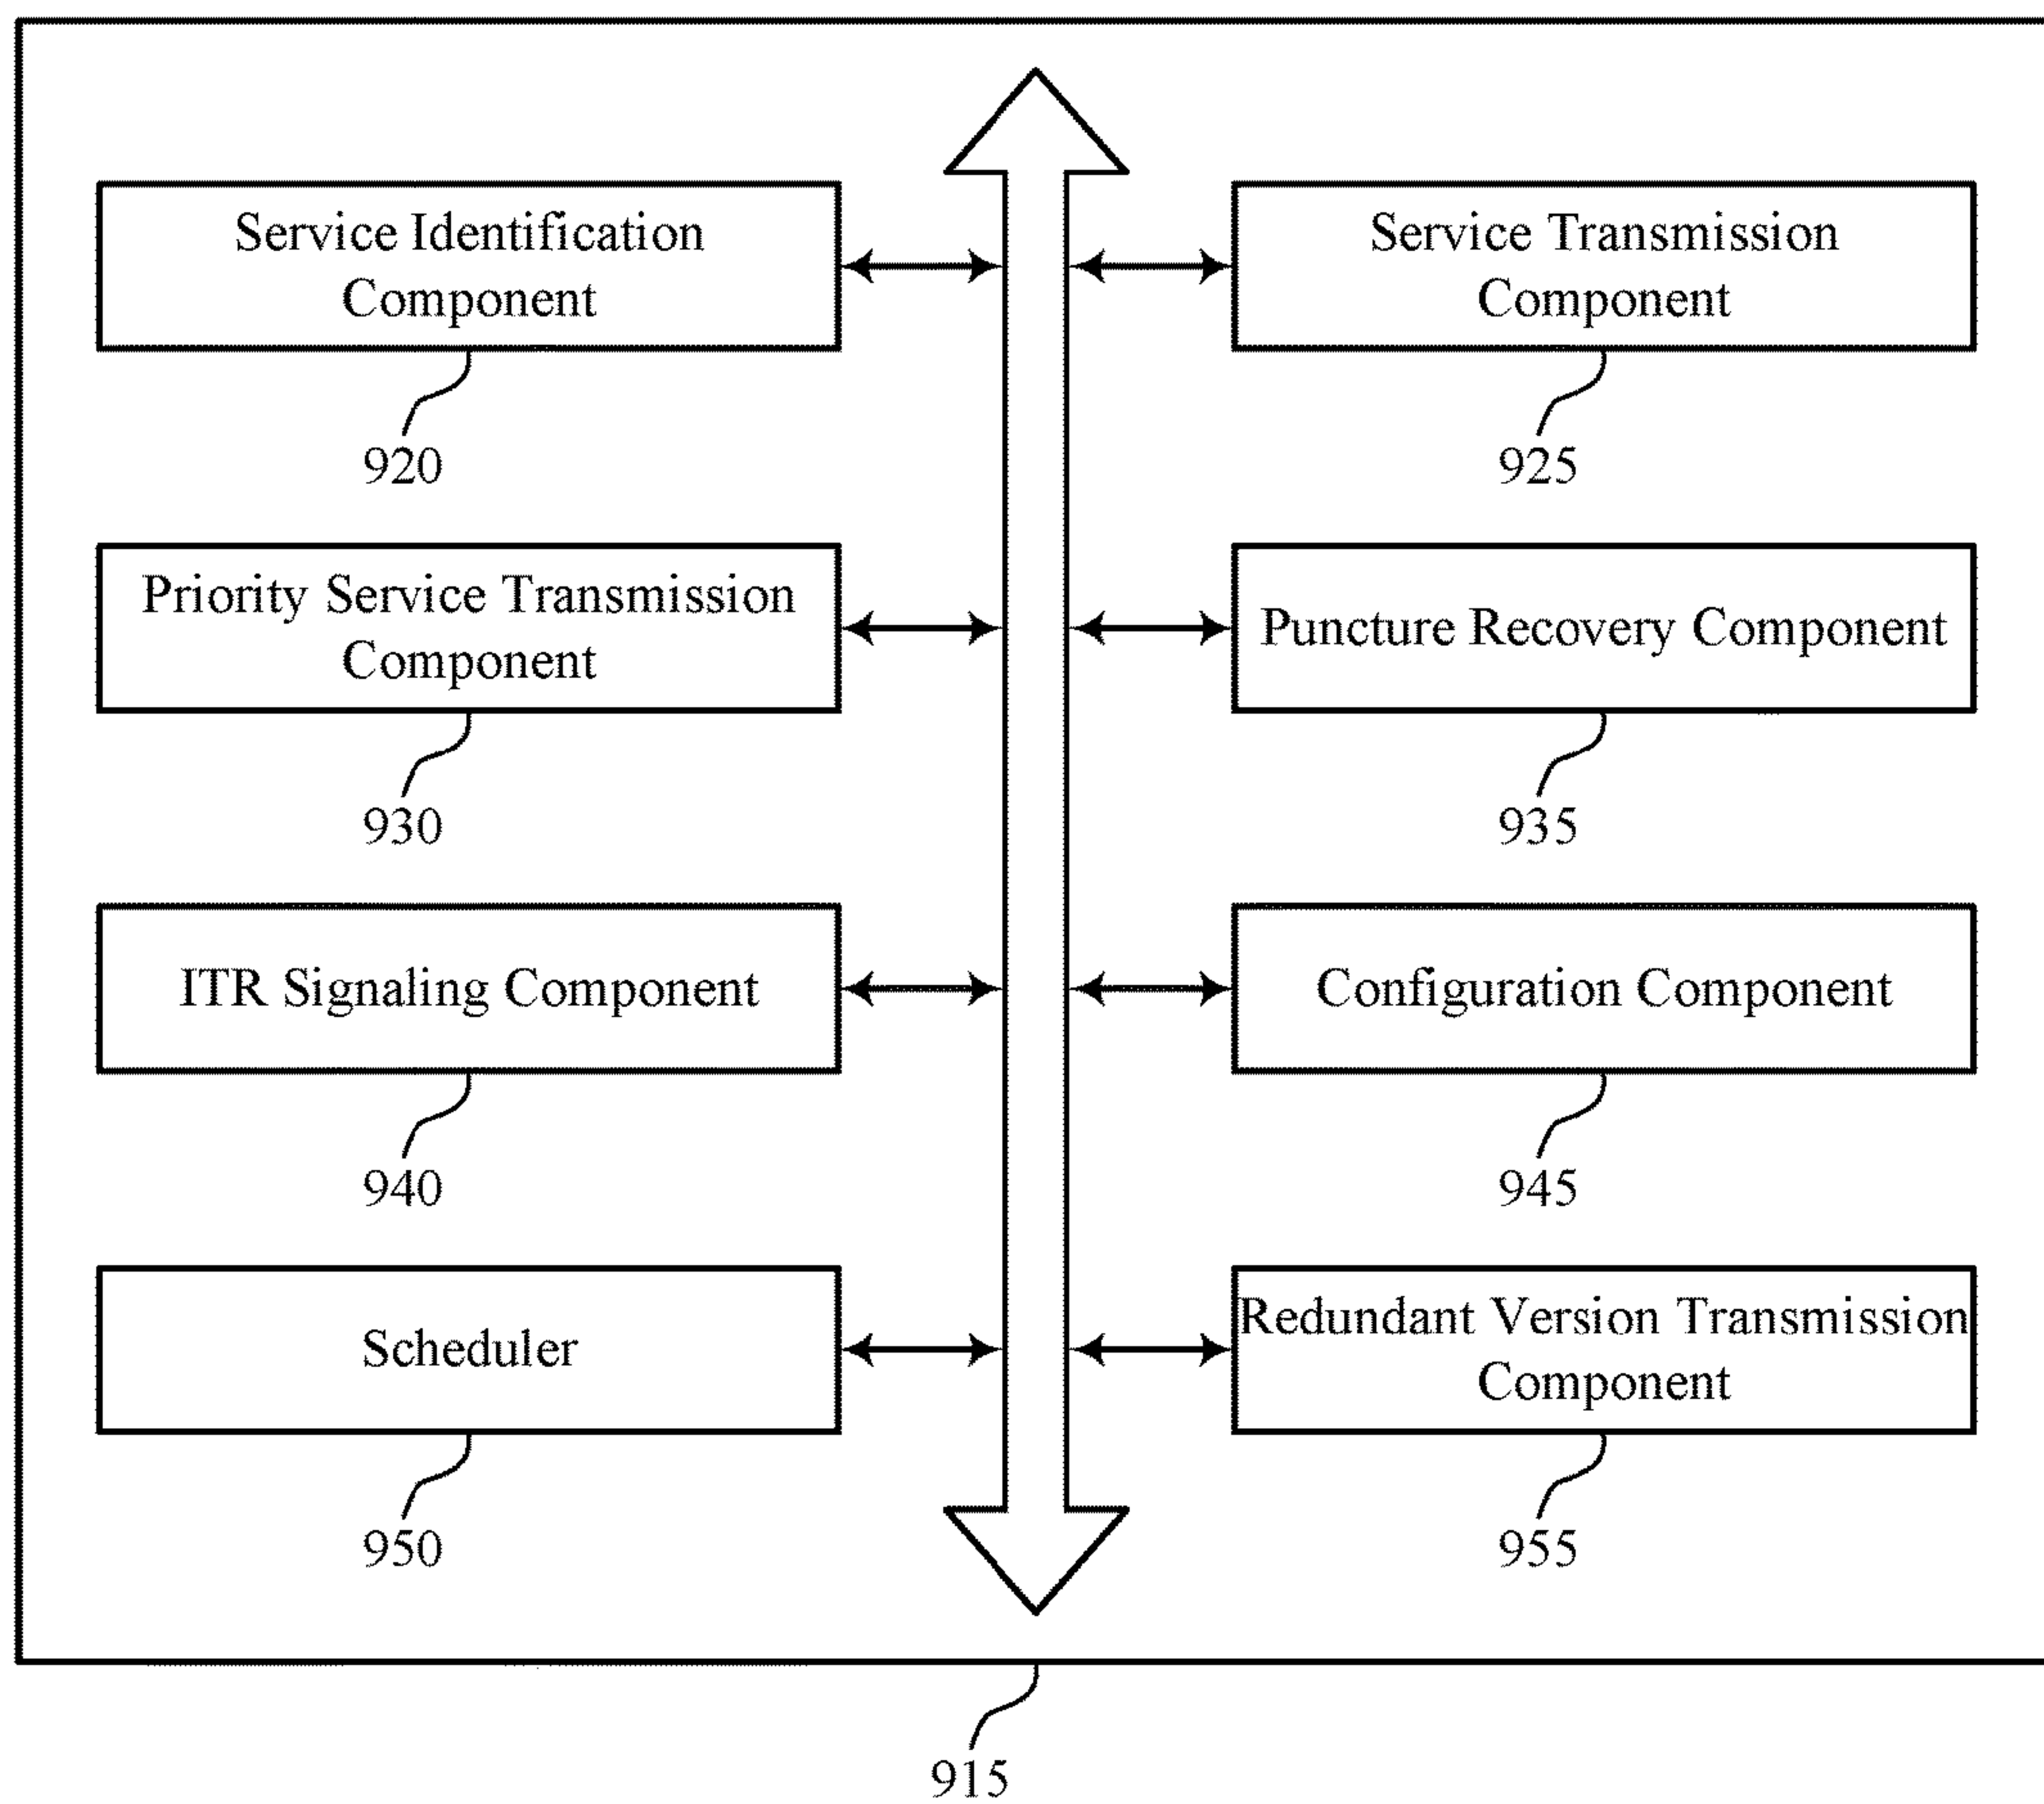 Service Identification
Component
920
Service Transmission
Component
925
Priority Service Transmission
Component
930
Puncture Recovery Component
935
ITR Signaling Component
940
Configuration Component
945
Scheduler
950
Redundant Version Transmission
Component
955
915